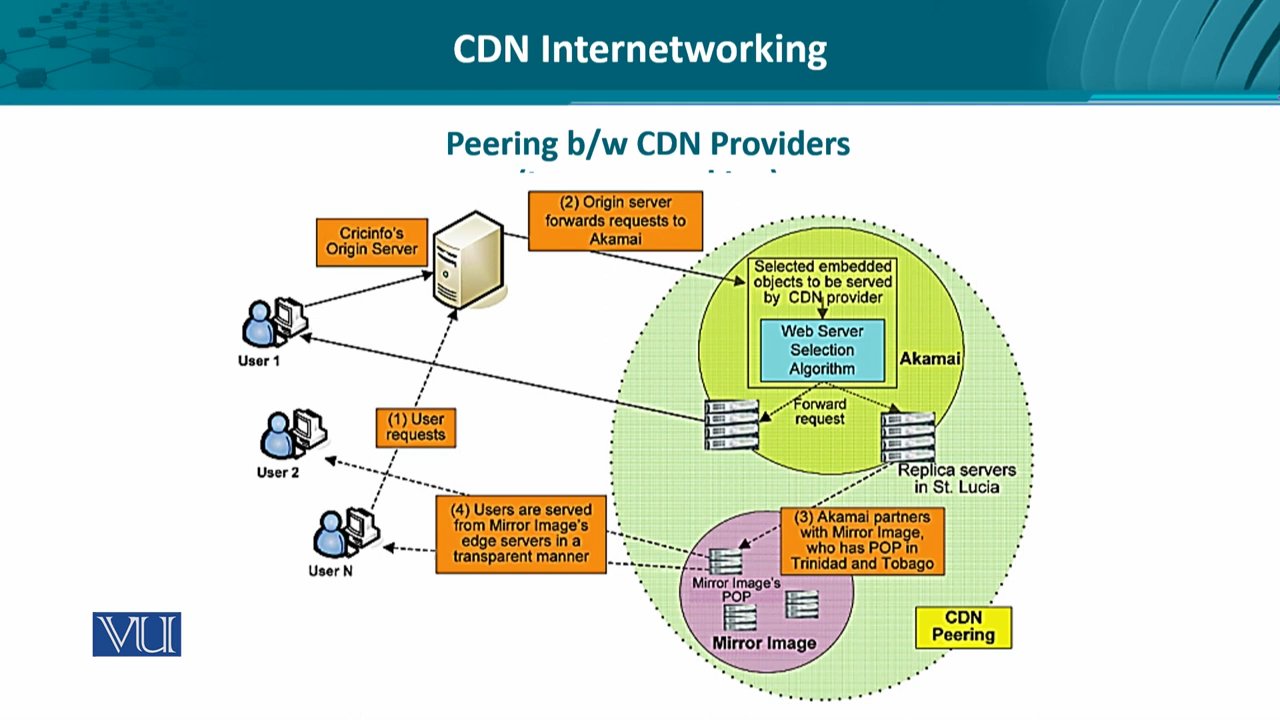 CDN Internetworking
Peering b/w CDN Providers
(2) Origin server
forwards requests to
Akamai
Cricinfo's
Origin Server
Selected embedded
objects to be served
by CDN provider
Web Server
Selection
Algorithm
Akamai
User 1
Forward
request
(1) User
requests
User 2
Replica servers
in St. Lucia
(4) Users are served
from Mirror Image's
edge servers in a
transparent manner
(3) Akamai partners
with Mirror Image,
who has POP in
Trinidad and Tobago
User N
Mirror Image's
POP
Mirror Image
CDN
Peering
VU